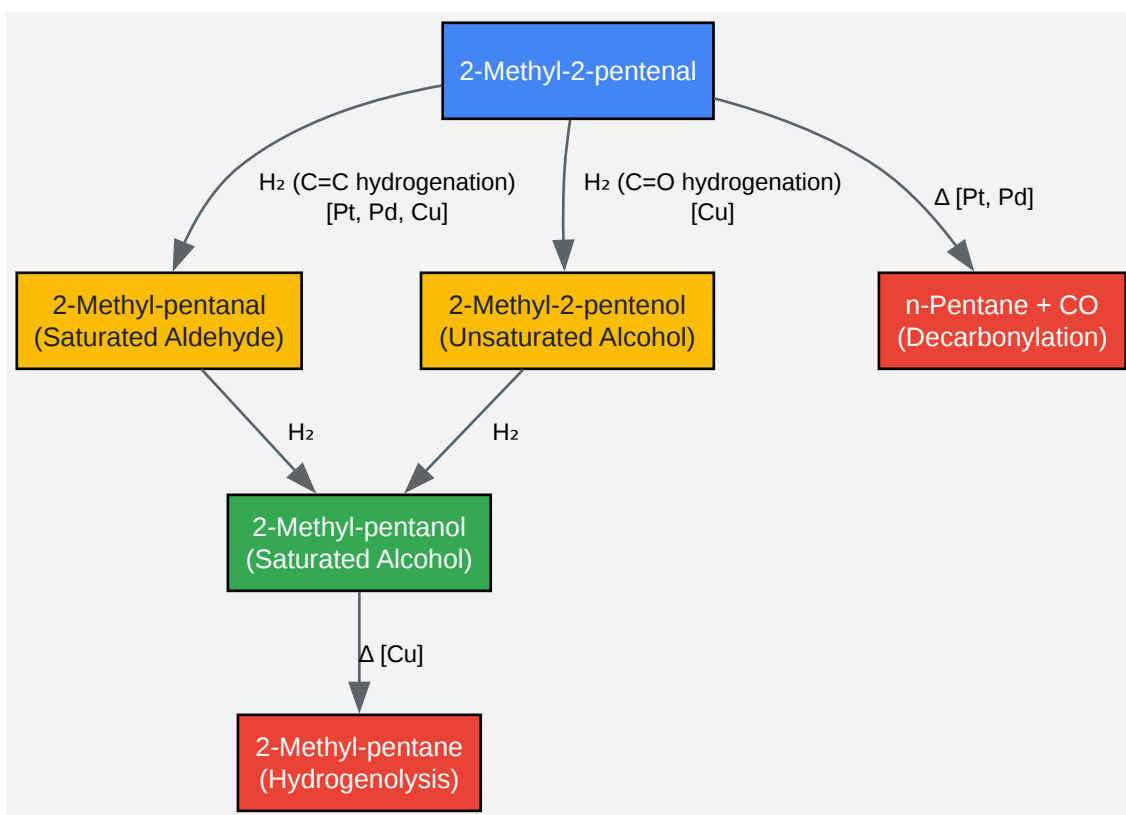 2-Methyl-2-pentenal
H₂ (C=C hydrogenation)
[Pt, Pd, Cu]
H₂ (C=O hydrogenation)
[Cu]
Δ [Pt, Pd]
2-Methyl-pentanal
(Saturated Aldehyde)
2-Methyl-2-pentenol
(Unsaturated Alcohol)
n-Pentane + CO
(Decarbonylation)
H₂
H₂
2-Methyl-pentanol
(Saturated Alcohol)
Δ [Cu]
2-Methyl-pentane
(Hydrogenolysis)